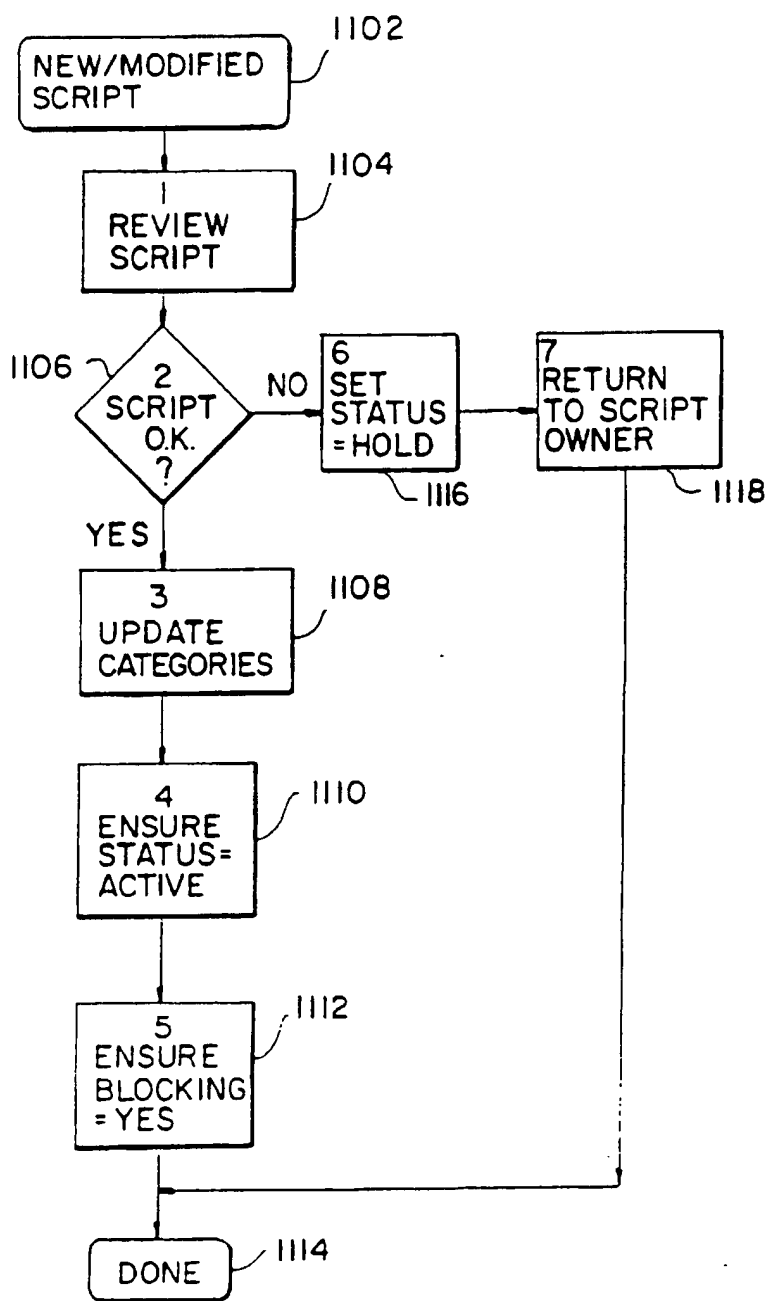 1102
NEW/MODIFIED
SCRIPT
1104
1
REVIEW
SCRIPT
1106
2
SCRIPT
O.K.
?
NO
YES
6
SET
STATUS
=HOLD
1116
7
RETURN
TO SCRIPT
OWNER
1118
3
UPDATE
CATEGORIES
1108
4
ENSURE
STATUS=
ACTIVE
1110
5
ENSURE
BLOCKING
=YES
1112
DONE
1114